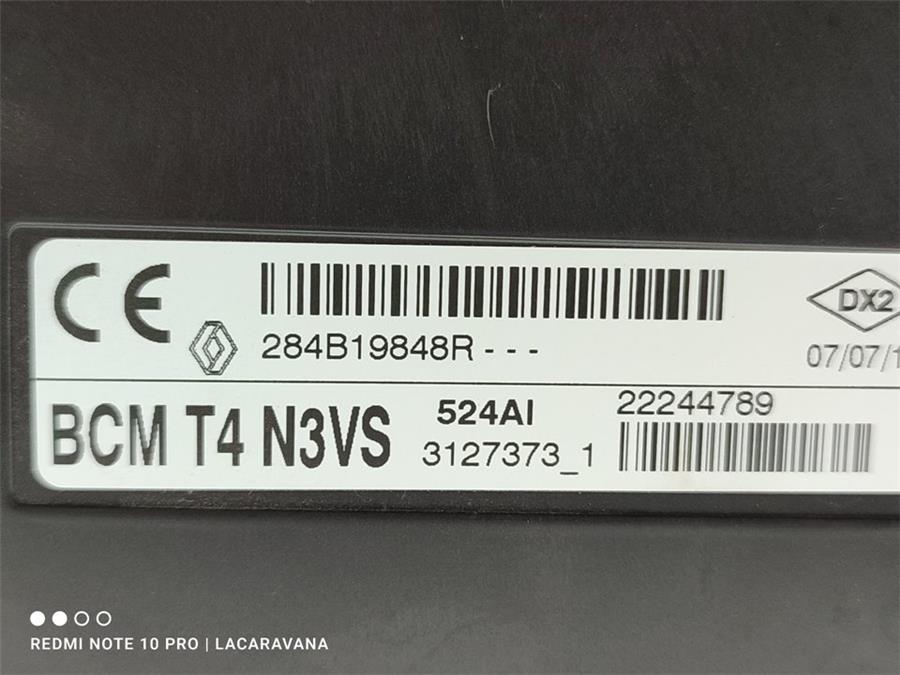 CE
284B19848R - - -
DX2
07/07/1
BCM T4 N3VS
524AI
3127373_1
22244789
REDMI NOTE 10 PRO | LACARAVANA